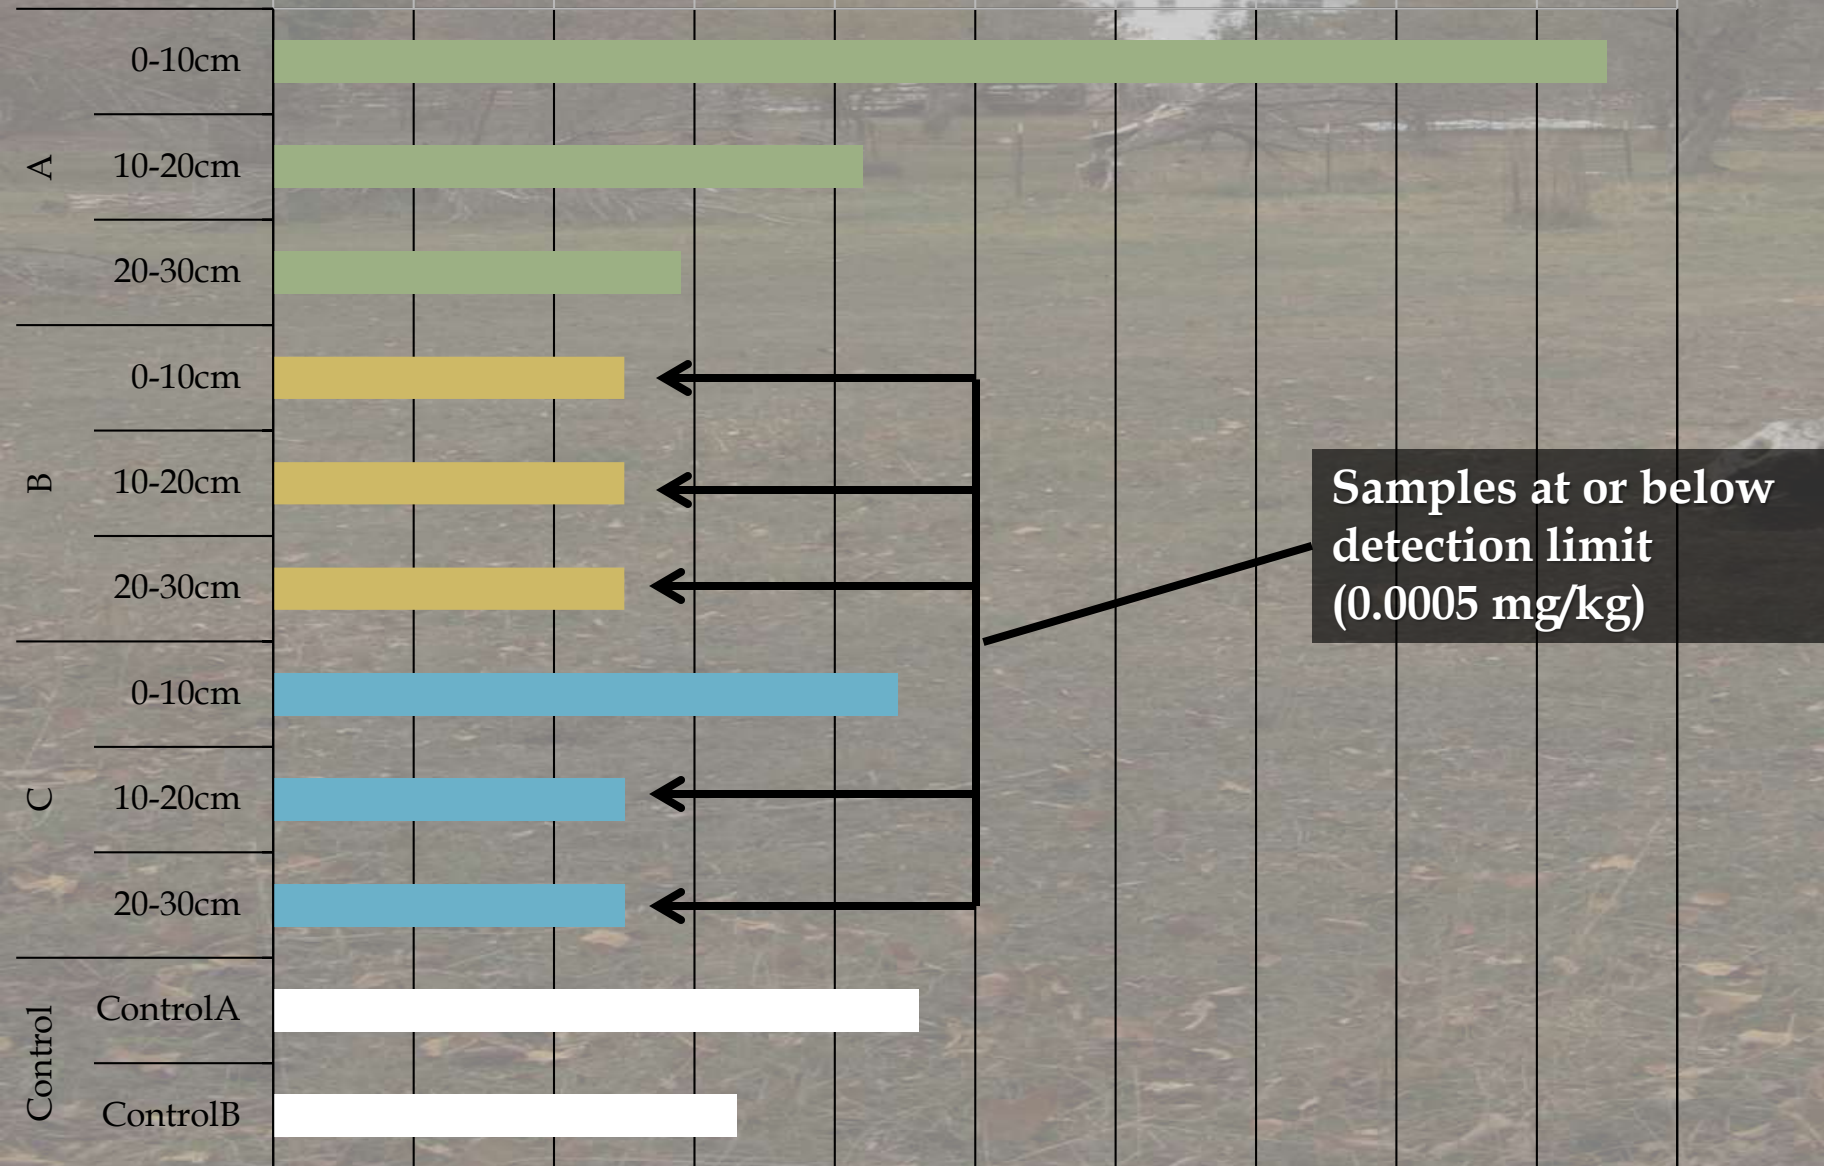 0-10cm
A
10-20cm
20-30cm
0-10cm
B
10-20cm
20-30cm
0-10cm
C
10-20cm
20-30cm
Control
ControlA
ControlB
Samples at or below
detection limit
(0.0005 mg/kg)